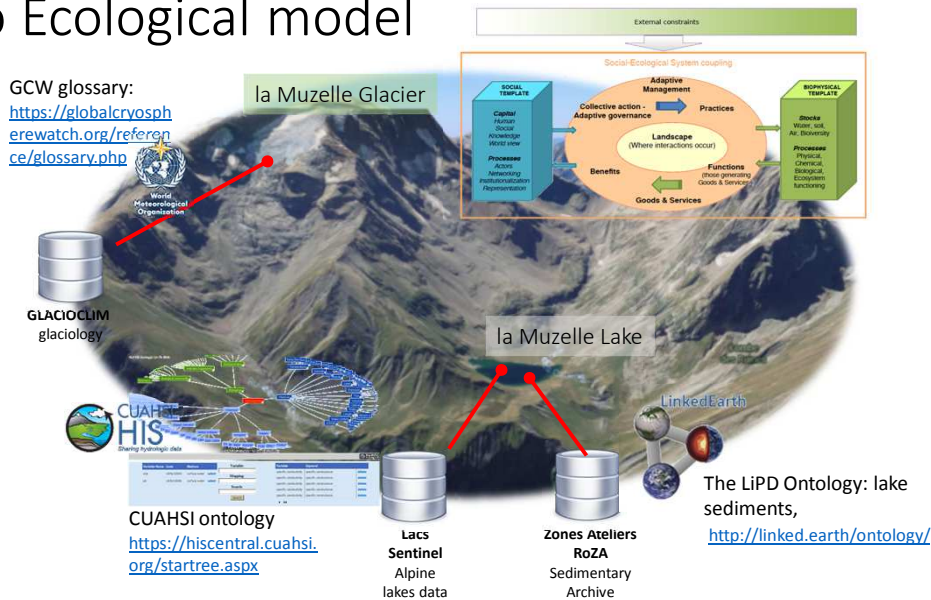 o Ecological model
External constraints
Social-Ecological System coupling
SOCIAL
TEMPLATE
Capital
Human
Social
Knowledge
World view
Processes
Actors
Networking
Institutionalization
Representation
Adaptive
Management
Collective action -
Adaptive governance
Practices
Landscape
(Where interactions occur)
Benefits
Functions
(those generating
Goods & Services)
Goods & Services
BIOPHYSICAL
TEMPLATE
Stocks
Water, soil,
Air, Bioiversity
Processes
Physical,
Chemical,
Biological,
Ecosystem
functioning
GCW glossary:
https://globalcryosph
erewatch.org/referen
ce/glossary.php
World
Meteorological
Organisation
la Muzelle Glacier
GLACIOCLIM
glaciology
la Muzelle Lake
CUAHSI
HIS
Sharing hydrologic data
CUAHSI ontology
https://hiscentral.cuahsi.
org/startree.aspx
Lacs
Sentinel
Alpine
lakes data
Zones Ateliers
RoZA
Sedimentary
Archive
LinkedEarth
The LiPD Ontology: lake
sediments,
http://linked.earth/ontology/